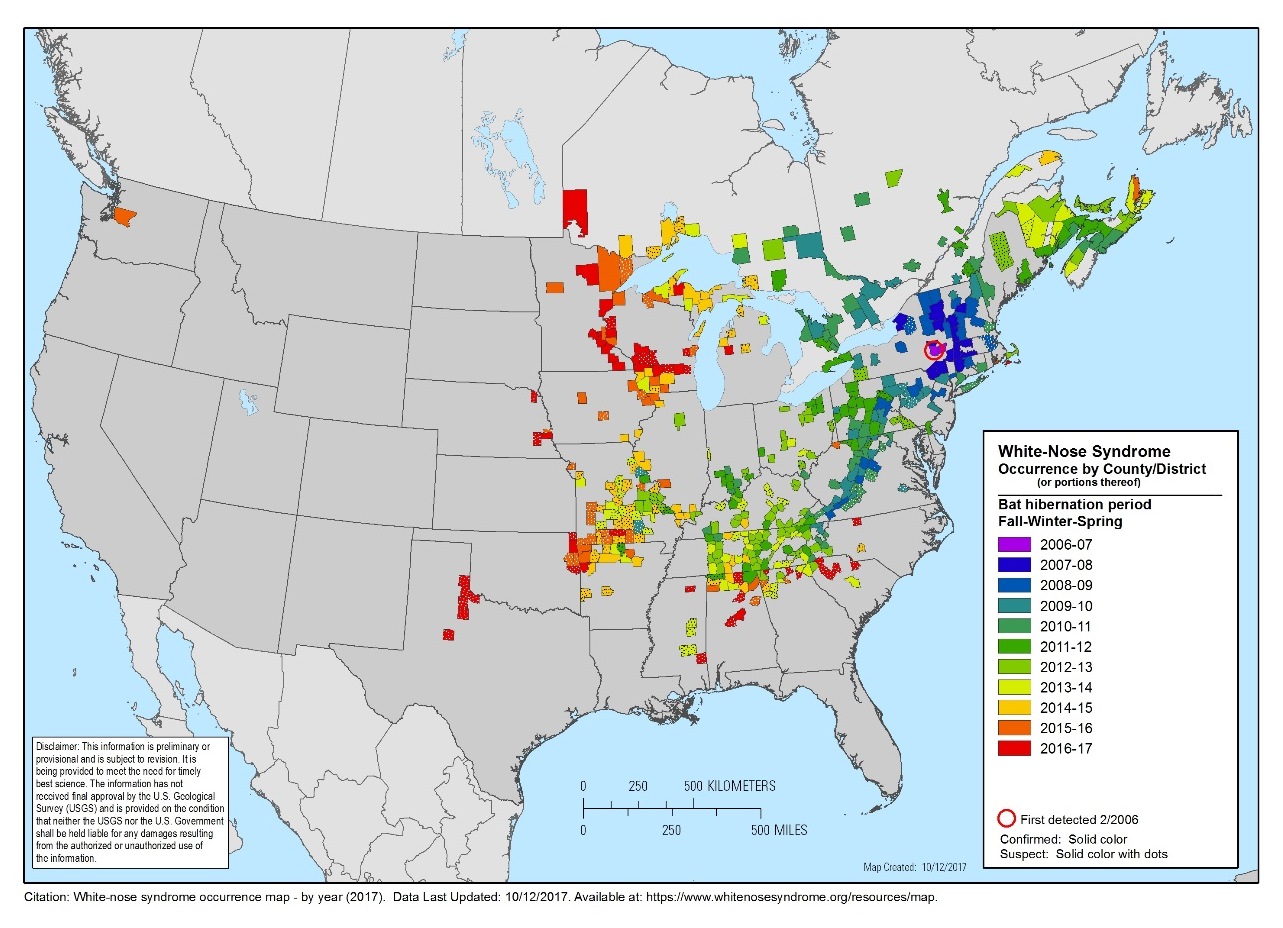 White-Nose Syndrome
Occurrence by County/District
(or portions thereof)
Bat hibernation period
Fall-Winter-Spring
2006-07
2007-08
2008-09
2009-10
2010-11
2011-12
2012-13
2013-14
2014-15
2015-16
2016-17
First detected 2/2006
Confirmed: Solid color
Suspect: Solid color with dots
Disclaimer: This information is preliminary or
provisional and is subject to revision. It is
being provided to meet the need for timely
best science. The information has not
received final approval by the U.S. Geological
Survey (USGS) and is provided on the condition
that neither the USGS nor the U.S. Government
shall be held liable for any damages resulting
from the authorized or unauthorized use of
the information.
0 250 500 KILOMETERS
0 250 500 MILES
Map Created: 10/12/2017
Citation: White-nose syndrome occurrence map - by year (2017). Data Last Updated: 10/12/2017. Available at: https://www.whitenosesyndrome.org/resources/map.